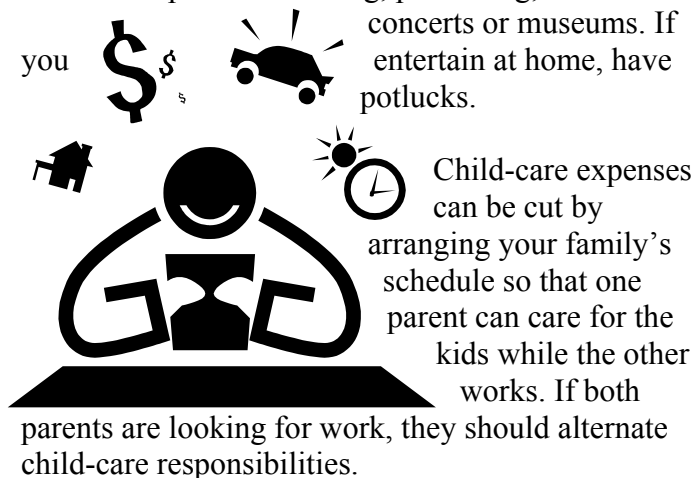 concerts or museums. If
you entertain at home, have
potlucks.
Child-care expenses
can be cut by
arranging your family’s
schedule so that one
parent can care for the
kids while the other
works. If both
parents are looking for work, they should alternate
child-care responsibilities.